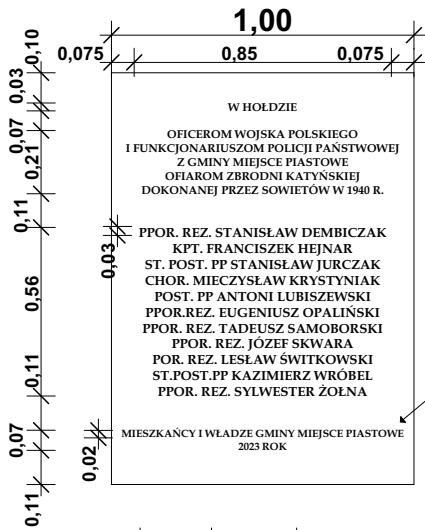 1,00
0,075 0,85 0,075
0,10
0,03
0,07
0,21
0,11
0,03
0,56
0,11
0,07
0,02
0,11
W HOŁDZIE
OFICEROM WOJSKA POLSKIEGO
I FUNKCJONARIUSZOM POLICJI PAŃSTWOWEJ
Z GMINY MIEJSCE PIASTOWE
OFIAROM ZBRODNI KATYŃSKIEJ
DOKONANEJ PRZEZ SOWIETÓW W 1940 R.
PPOR. REZ. STANISŁAW DEMBICZAK
KPT. FRANCISZEK HEJNAR
ST. POST. PP STANISŁAW JURCZAK
CHOR. MIECZYSŁAW KRYSTYNIAK
POST. PP ANTONI LUBISZEWSKI
PPOR.REZ. EUGENIUSZ OPALIŃSKI
PPOR. REZ. TADEUSZ SAMOBORSKI
PPOR. REZ. JÓZEF SKWARA
POR. REZ. LESŁAW ŚWITKOWSKI
ST.POST.PP KAZIMIERZ WRÓBEL
PPOR. REZ. SYLWESTER ŻOŁNA
MIESZKAŃCY I WŁADZE GMINY MIEJSCE PIASTOWE
2023 ROK